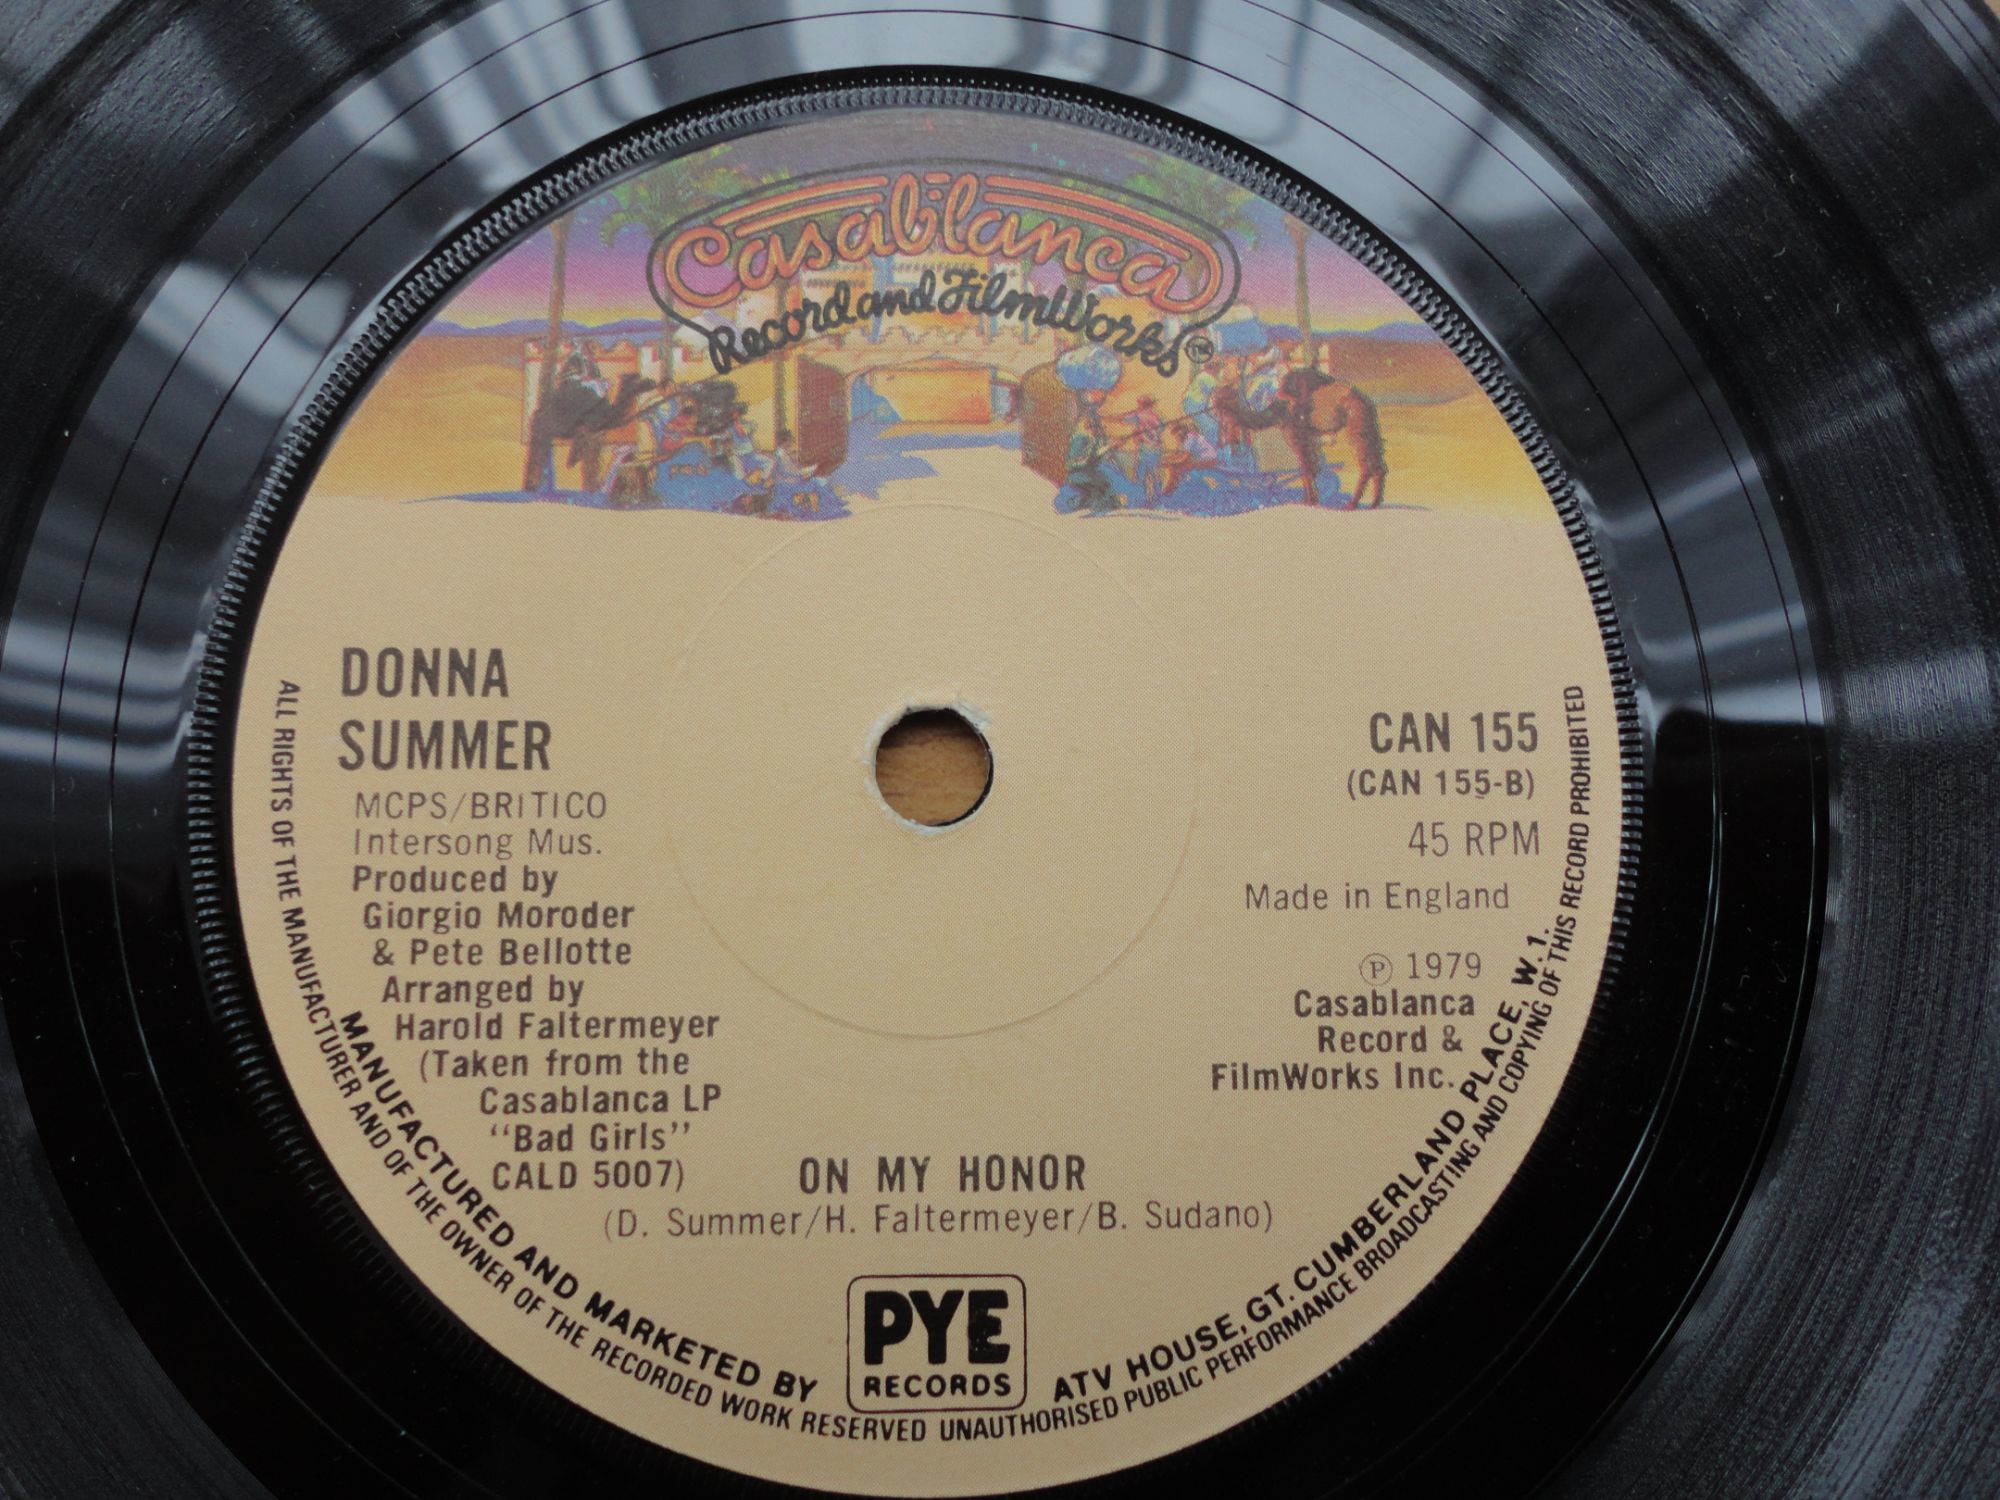 Casablanca
Record and FilmWorks™
DONNA
SUMMER
MCPS/BRITICO
Intersong Mus.
Produced by
Giorgio Moroder
& Pete Bellotte
Arranged by
Harold Faltermeyer
(Taken from the
Casablanca LP
"Bad Girls"
CALD 5007)
CAN 155
(CAN 155-B)
45 RPM
Made in England
Ⓟ 1979
Casablanca
Record &
FilmWorks Inc.
ON MY HONOR
(D. Summer/H. Faltermeyer/B. Sudano)
MANUFACTURED AND MARKETED BY
PYE
RECORDS
ATV HOUSE, GT. CUMBERLAND PLACE, W.1.
ALL RIGHTS OF THE MANUFACTURER AND OF THE OWNER OF THE RECORDED WORK RESERVED UNAUTHORISED PUBLIC PERFORMANCE BROADCASTING AND COPYING OF THIS RECORD PROHIBITED